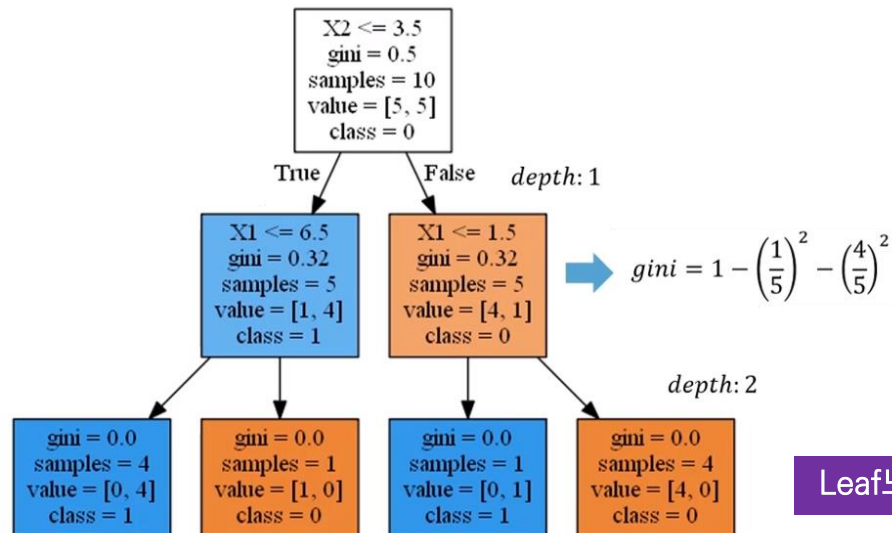 X2 <= 3.5
gini = 0.5
samples = 10
value = [5, 5]
class = 0
True
False
depth: 1
X1 <= 6.5
gini = 0.32
samples = 5
value = [1, 4]
class = 1
X1 <= 1.5
gini = 0.32
samples = 5
value = [4, 1]
class = 0
gini = 1 − (1/5)² − (4/5)²
depth: 2
gini = 0.0
samples = 4
value = [0, 4]
class = 1
gini = 0.0
samples = 1
value = [1, 0]
class = 0
gini = 0.0
samples = 1
value = [0, 1]
class = 1
gini = 0.0
samples = 4
value = [4, 0]
class = 0
Leaf